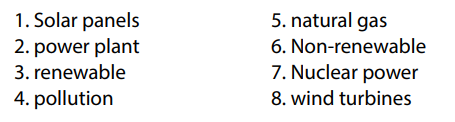 1. Solar panels
2. power plant
3. renewable
4. pollution
5. natural gas
6. Non-renewable
7. Nuclear power
8. wind turbines